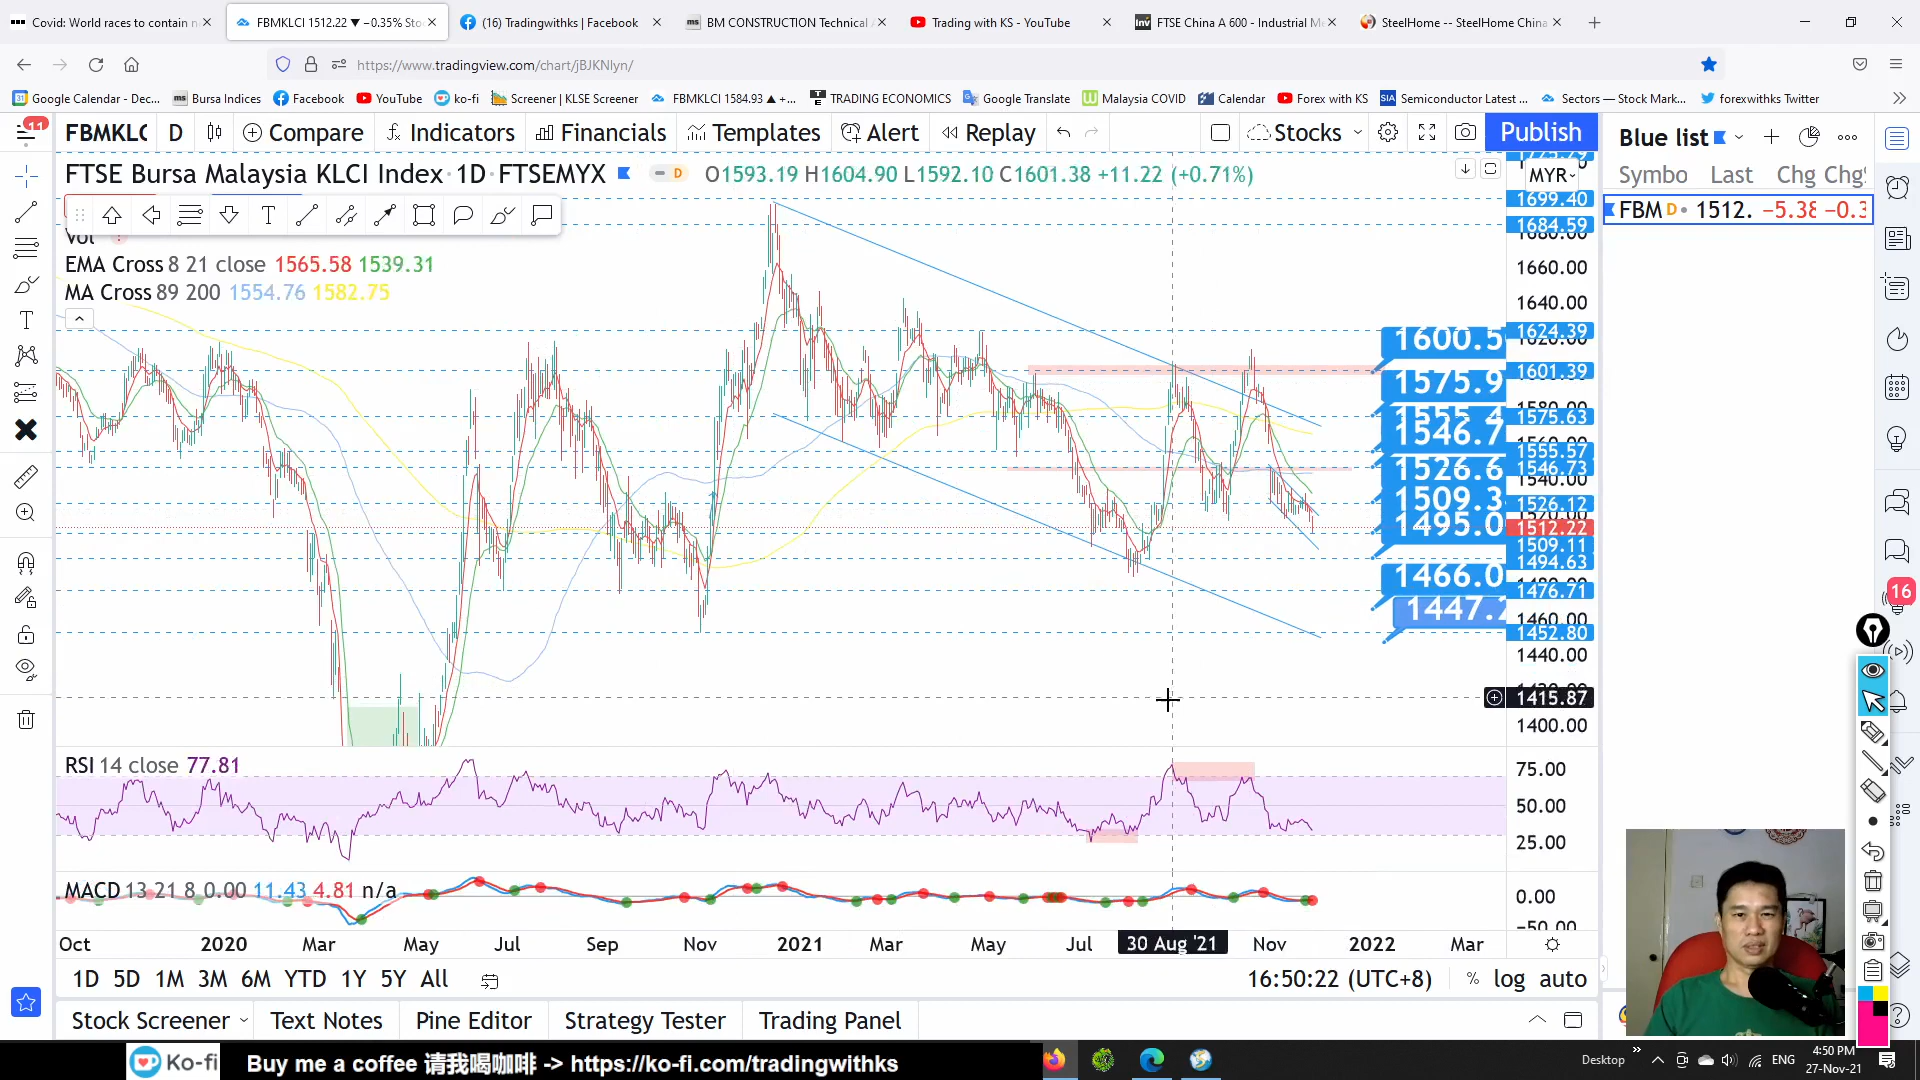 Covid: World races to contain n
FBMKLCI 1512.22 ▼ −0.35% Sto
(16) Tradingwithks | Facebook
BM CONSTRUCTION Technical
Trading with KS - YouTube
FTSE China A 600 - Industrial Me
SteelHome -- SteelHome China
https://www.tradingview.com/chart/jBJKNlyn/
Google Calendar - Dec...
Bursa Indices
Facebook
YouTube
ko-fi
Screener | KLSE Screener
FBMKLCI 1584.93 ▲ +...
TRADING ECONOMICS
Google Translate
Malaysia COVID
Calendar
Forex with KS
Semiconductor Latest ...
Sectors — Stock Mark...
forexwithks Twitter
11
FBMKLC
D
Compare
Indicators
Financials
Templates
Alert
Replay
Stocks
Publish
Blue list
Symbo Last Chg Chg%
FBM D 1512. −5.38 −0.3
FTSE Bursa Malaysia KLCI Index · 1D · FTSEMYX
D
O1593.19 H1604.90 L1592.10 C1601.38 +11.22 (+0.71%)
MYR
Vol
EMA Cross 8 21 close 1565.58 1539.31
MA Cross 89 200 1554.76 1582.75
1699.40
1684.59
1660.00
1640.00
1624.39
1600.5
1601.39
1575.9
1575.63
1546.7
1555.57
1546.73
1526.6
1540.00
1509.3
1526.12
1495.0
1512.22
1509.11
1494.63
1466.0
1476.71
1447.2
1452.80
1440.00
1415.87
1400.00
16
RSI 14 close 77.81
75.00
50.00
25.00
MACD 13 21 8 0.00 11.43 4.81 n/a
0.00
−50.00
Oct 2020 Mar May Jul Sep Nov 2021 Mar May Jul 30 Aug '21 Nov 2022 Mar
1D 5D 1M 3M 6M YTD 1Y 5Y All
16:50:22 (UTC+8)
% log auto
Stock Screener
Text Notes
Pine Editor
Strategy Tester
Trading Panel
Ko-fi
Buy me a coffee 请我喝咖啡 -> https://ko-fi.com/tradingwithks
Desktop
ENG
4:50 PM
27-Nov-21